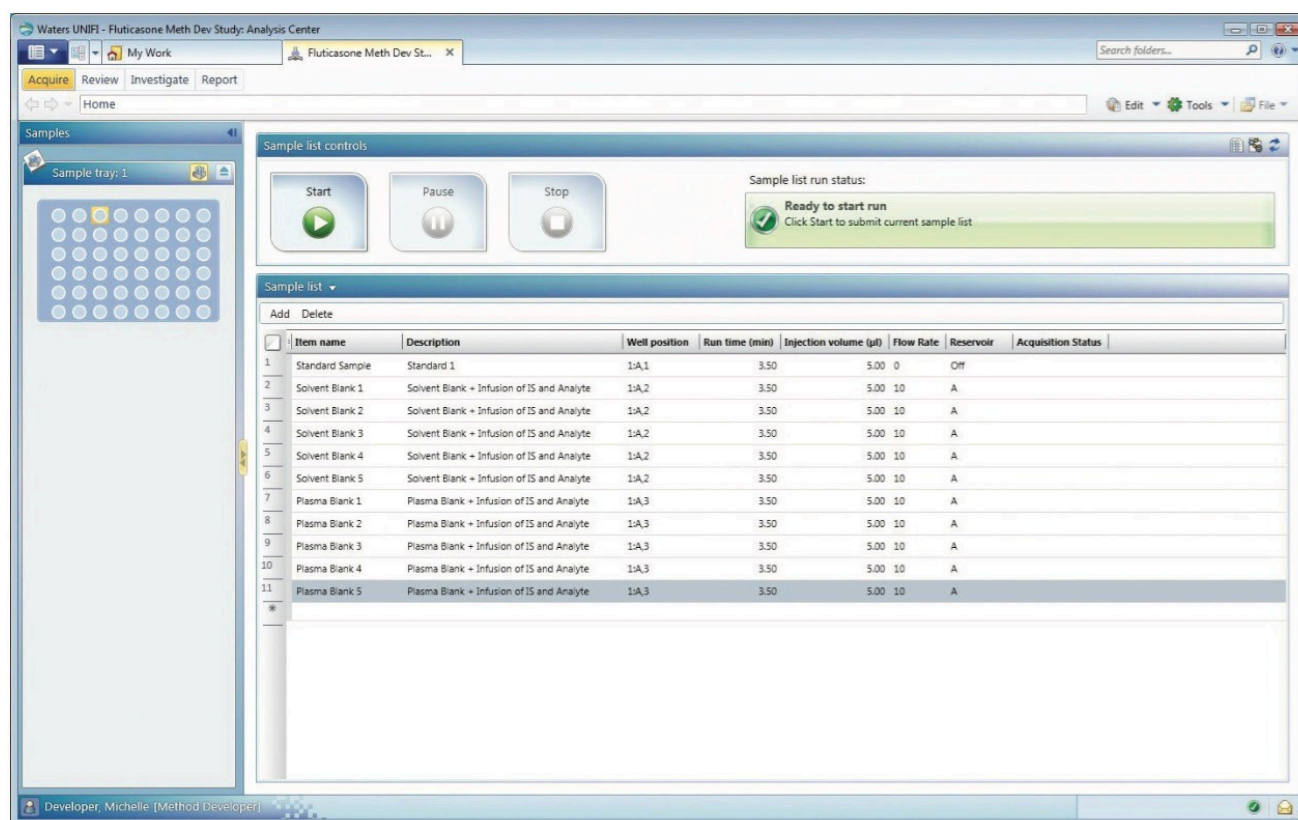 Waters UNIFI - Fluticasone Meth Dev Study: Analysis Center
My Work
Fluticasone Meth Dev St... X
Search folders...
Acquire Review Investigate Report
Home
Edit Tools File
Samples
Sample tray: 1
Sample list controls
Start Pause Stop
Sample list run status:
Ready to start run
Click Start to submit current sample list
Sample list
Add Delete
Item name Description Well position Run time (min) Injection volume (µl) Flow Rate Reservoir Acquisition Status
1 Standard Sample Standard 1 1:A,1 3.50 5.00 0 Off
2 Solvent Blank 1 Solvent Blank + Infusion of IS and Analyte 1:A,2 3.50 5.00 10 A
3 Solvent Blank 2 Solvent Blank + Infusion of IS and Analyte 1:A,2 3.50 5.00 10 A
4 Solvent Blank 3 Solvent Blank + Infusion of IS and Analyte 1:A,2 3.50 5.00 10 A
5 Solvent Blank 4 Solvent Blank + Infusion of IS and Analyte 1:A,2 3.50 5.00 10 A
6 Solvent Blank 5 Solvent Blank + Infusion of IS and Analyte 1:A,2 3.50 5.00 10 A
7 Plasma Blank 1 Plasma Blank + Infusion of IS and Analyte 1:A,3 3.50 5.00 10 A
8 Plasma Blank 2 Plasma Blank + Infusion of IS and Analyte 1:A,3 3.50 5.00 10 A
9 Plasma Blank 3 Plasma Blank + Infusion of IS and Analyte 1:A,3 3.50 5.00 10 A
10 Plasma Blank 4 Plasma Blank + Infusion of IS and Analyte 1:A,3 3.50 5.00 10 A
11 Plasma Blank 5 Plasma Blank + Infusion of IS and Analyte 1:A,3 3.50 5.00 10 A
*
Developer, Michelle [Method Developer]